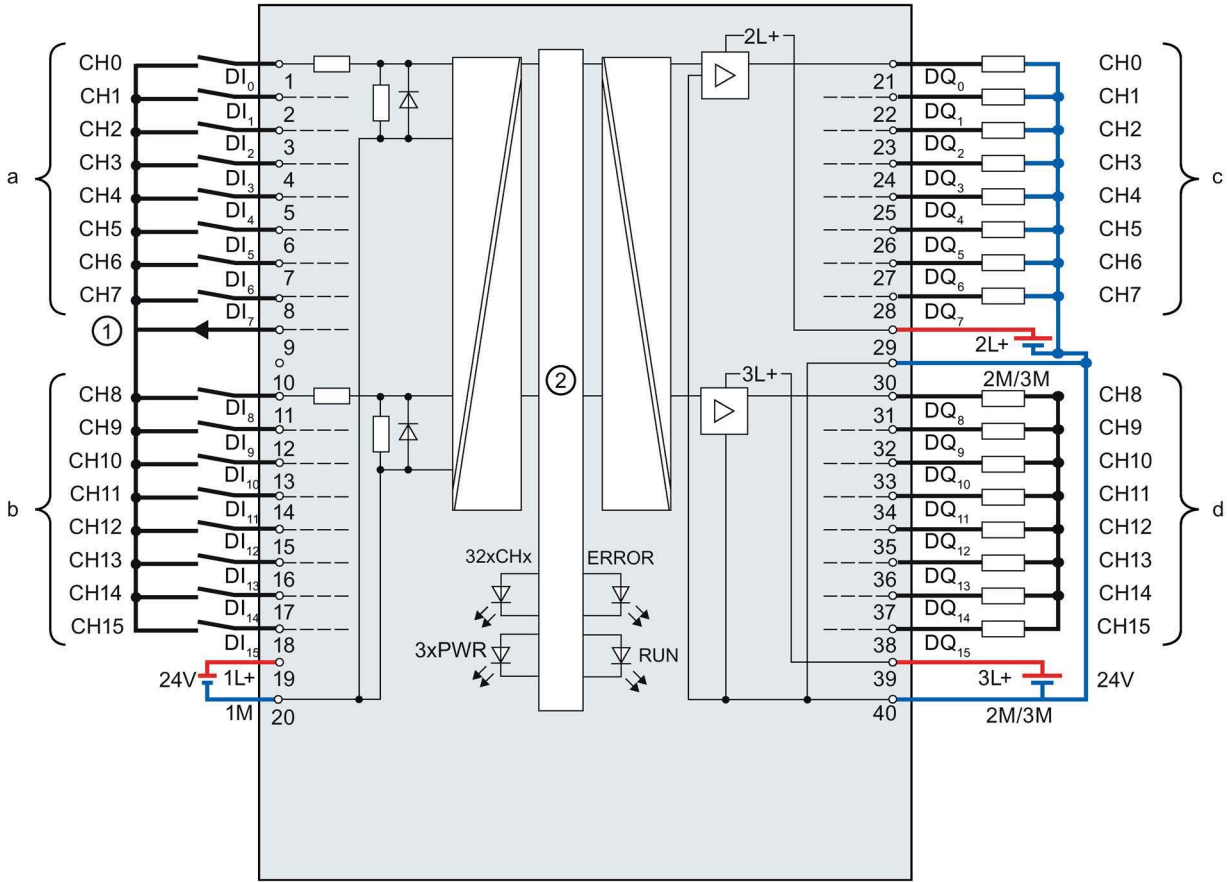 2L+
CH0 DI0 1 21 DQ0 CH0
CH1 DI1 2 22 DQ1 CH1
CH2 DI2 3 23 DQ2 CH2
CH3 DI3 4 24 DQ3 CH3
a CH4 DI4 5 25 DQ4 CH4 c
CH5 DI5 6 26 DQ5 CH5
CH6 DI6 7 27 DQ6 CH6
CH7 DI7 8 28 DQ7 CH7
1 9 29 2L+
2 3L+ 2M/3M
CH8 DI8 10 11 30 31 DQ8 CH8
CH9 DI9 12 32 DQ9 CH9
CH10 DI10 13 33 DQ10 CH10
CH11 DI11 14 34 DQ11 CH11
b CH12 DI12 15 35 DQ12 CH12 d
CH13 DI13 16 32xCHx ERROR 36 DQ13 CH13
CH14 DI14 17 37 DQ14 CH14
CH15 DI15 18 3xPWR RUN 38 DQ15 CH15
24V 1L+ 19 39 3L+ 24V
1M 20 40 2M/3M